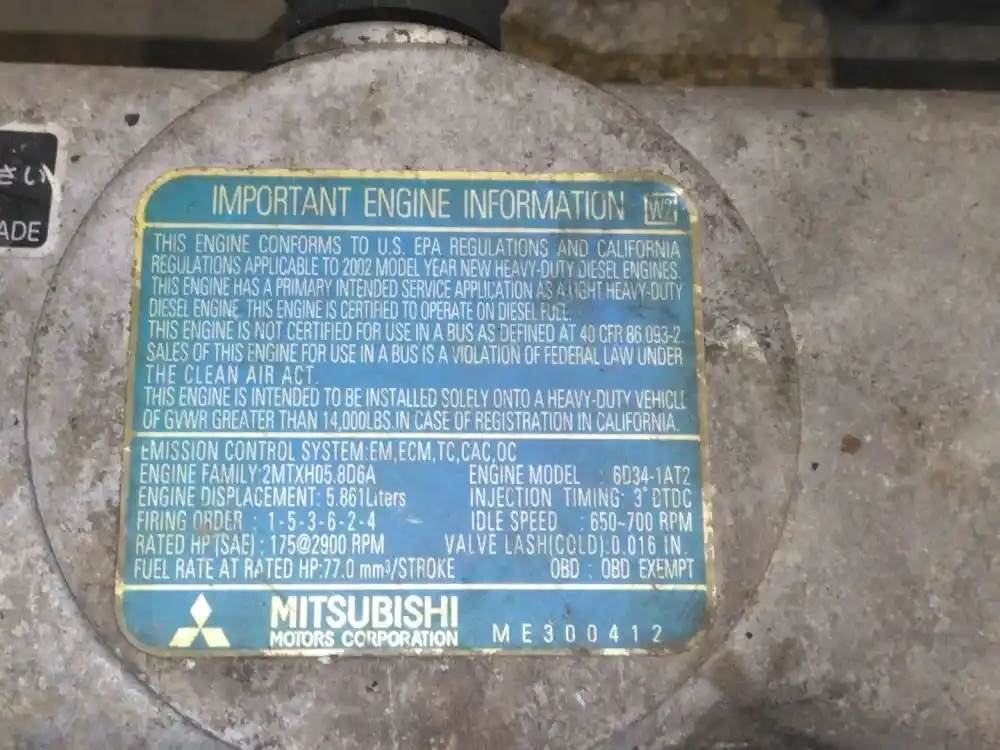 さい
ADE
IMPORTANT ENGINE INFORMATION W2
THIS ENGINE CONFORMS TO U.S. EPA REGULATIONS AND CALIFORNIA
REGULATIONS APPLICABLE TO 2002 MODEL YEAR NEW HEAVY-DUTY DIESEL ENGINES.
THIS ENGINE HAS A PRIMARY INTENDED SERVICE APPLICATION AS A LIGHT HEAVY-DUTY
DIESEL ENGINE. THIS ENGINE IS CERTIFIED TO OPERATE ON DIESEL FUEL.
THIS ENGINE IS NOT CERTIFIED FOR USE IN A BUS AS DEFINED AT 40 CFR 86.093-2.
SALES OF THIS ENGINE FOR USE IN A BUS IS A VIOLATION OF FEDERAL LAW UNDER
THE CLEAN AIR ACT.
THIS ENGINE IS INTENDED TO BE INSTALLED SOLELY ONTO A HEAVY-DUTY VEHICLE
OF GVWR GREATER THAN 14,000LBS.IN CASE OF REGISTRATION IN CALIFORNIA.
EMISSION CONTROL SYSTEM:EM,ECM,TC,CAC,OC
ENGINE FAMILY:2MTXH05.8D6A ENGINE MODEL : 6D34-1AT2
ENGINE DISPLACEMENT: 5.861Liters INJECTION TIMING: 3° DTDC
FIRING ORDER : 1-5-3-6-2-4 IDLE SPEED : 650~700 RPM
RATED HP (SAE) : 175@2900 RPM VALVE LASH(COLD):0.016 IN.
FUEL RATE AT RATED HP:77.0 mm³/STROKE OBD : OBD EXEMPT
MITSUBISHI
MOTORS CORPORATION ME300412